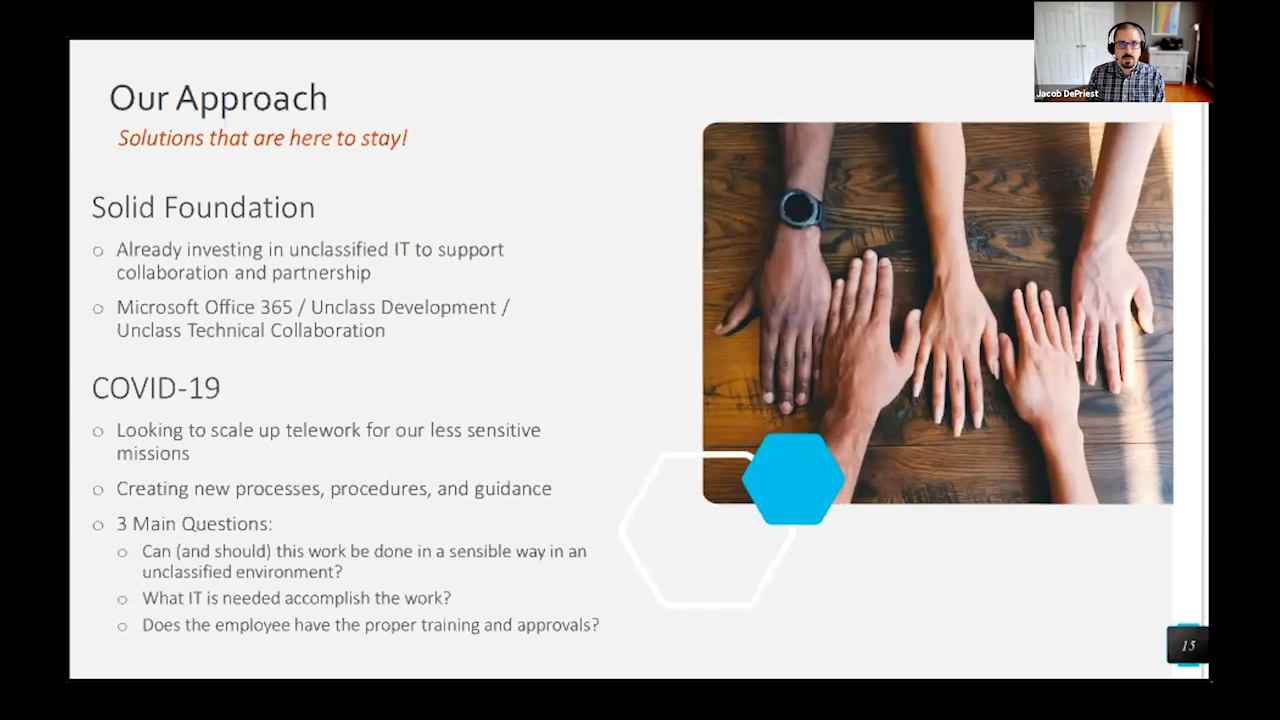 Jacob DePriest
Our Approach
Solutions that are here to stay!
Solid Foundation
Already investing in unclassified IT to support
collaboration and partnership
Microsoft Office 365 / Unclass Development /
Unclass Technical Collaboration
COVID-19
Looking to scale up telework for our less sensitive
missions
Creating new processes, procedures, and guidance
3 Main Questions:
Can (and should) this work be done in a sensible way in an
unclassified environment?
What IT is needed accomplish the work?
Does the employee have the proper training and approvals?
15